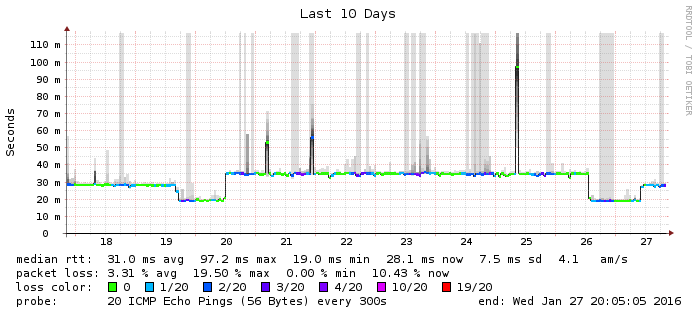 Last 10 Days
RRDTOOL / TOBI OETIKER
Seconds
110 m
100 m
90 m
80 m
70 m
60 m
50 m
40 m
30 m
20 m
10 m
0
18 19 20 21 22 23 24 25 26 27
median rtt: 31.0 ms avg 97.2 ms max 19.0 ms min 28.1 ms now 7.5 ms sd 4.1 am/s
packet loss: 3.31 % avg 19.50 % max 0.00 % min 10.43 % now
loss color: 0 1/20 2/20 3/20 4/20 10/20 19/20
probe: 20 ICMP Echo Pings (56 Bytes) every 300s end: Wed Jan 27 20:05:05 2016